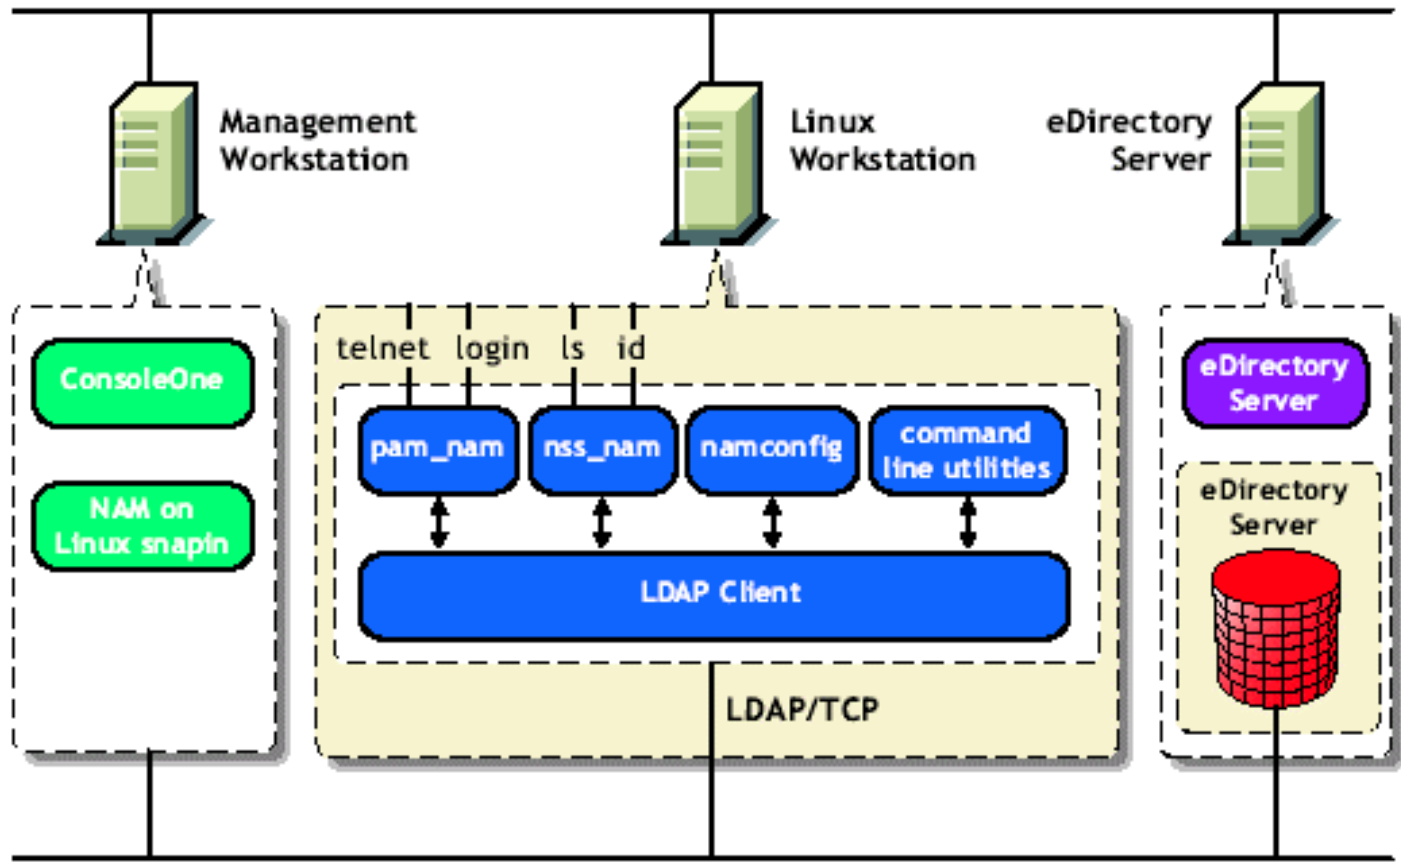 Management
Workstation
Linux
Workstation
eDirectory
Server
ConsoleOne
NAM on
Linux snapin
telnet login ls id
pam_nam
nss_nam
namconfig
command
line utilities
LDAP Client
LDAP/TCP
eDirectory
Server
eDirectory
Server